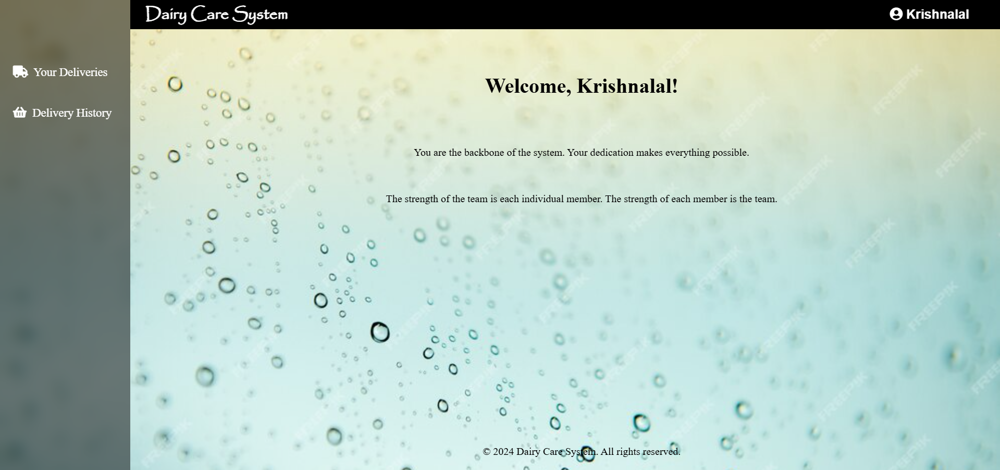 Dairy Care System
Krishnalal
Your Deliveries
Delivery History
Welcome, Krishnalal!
You are the backbone of the system. Your dedication makes everything possible.
The strength of the team is each individual member. The strength of each member is the team.
© 2024 Dairy Care System. All rights reserved.
FREEPIK